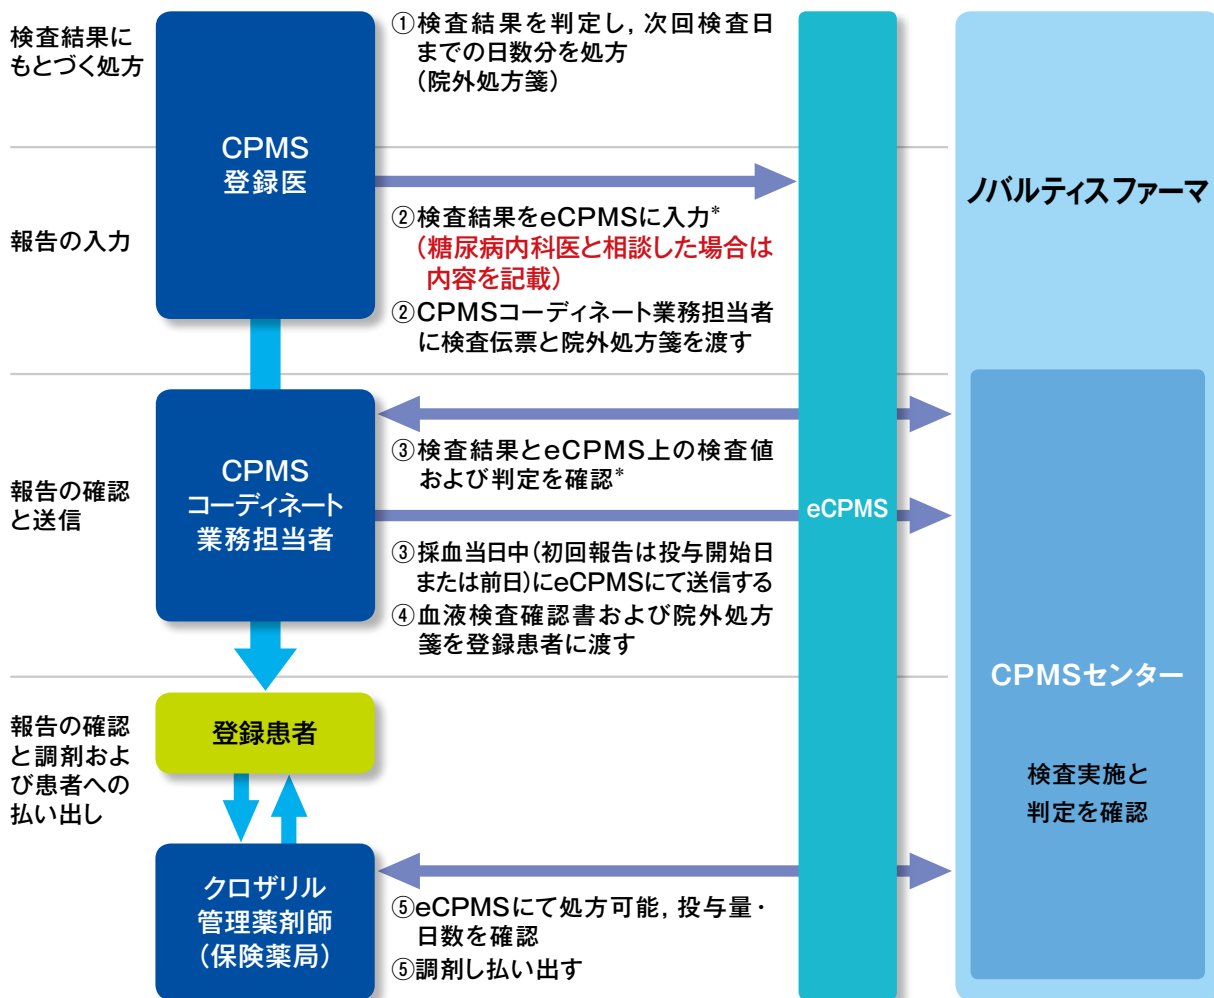 検査結果に
もとづく処方
CPMS
登録医
①検査結果を判定し，次回検査日
までの日数分を処方
（院外処方箋）
報告の入力
②検査結果をeCPMSに入力*
（糖尿病内科医と相談した場合は
内容を記載）
②CPMSコーディネート業務担当者
に検査伝票と院外処方箋を渡す
報告の確認
と送信
CPMS
コーディネート
業務担当者
③検査結果とeCPMS上の検査値
および判定を確認*
③採血当日中（初回報告は投与開始日
または前日）にeCPMSにて送信する
④血液検査確認書および院外処方
箋を登録患者に渡す
報告の確認
と調剤およ
び患者への
払い出し
登録患者
クロザリル
管理薬剤師
（保険薬局）
⑤eCPMSにて処方可能，投与量・
日数を確認
⑤調剤し払い出す
eCPMS
ノバルティス ファーマ
CPMSセンター
検査実施と
判定を確認